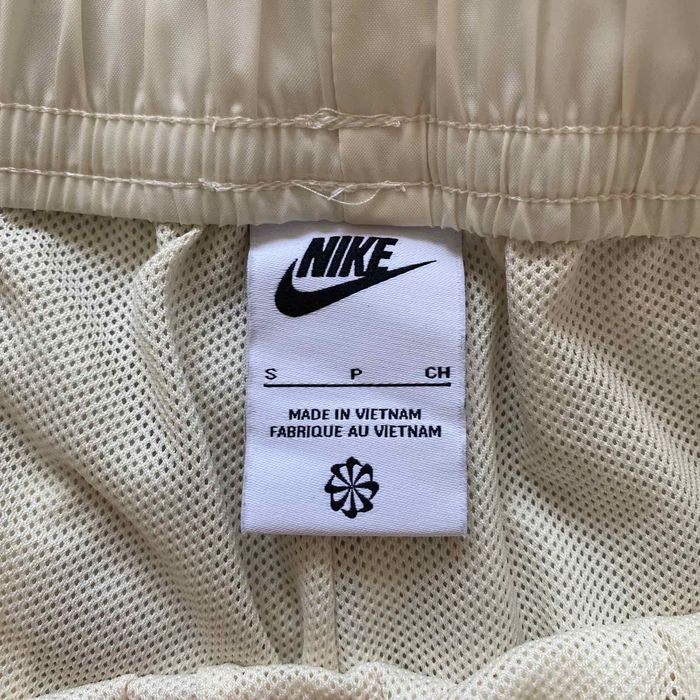 NIKE
S P CH
MADE IN VIETNAM
FABRIQUE AU VIETNAM